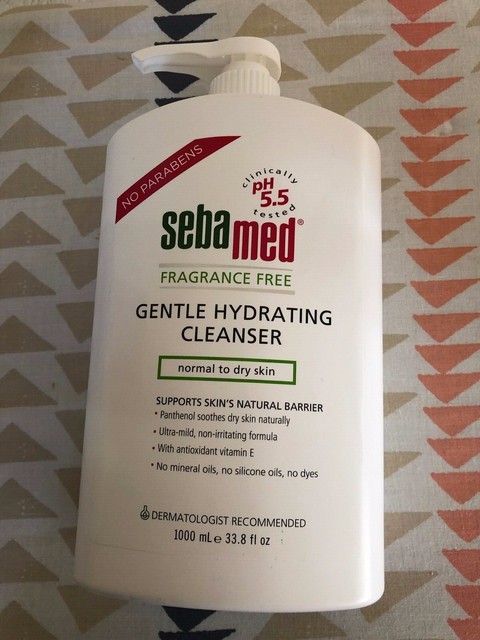 NO PARABENS
clinically
pH
5.5
tested
sebamed®
FRAGRANCE FREE
GENTLE HYDRATING
CLEANSER
normal to dry skin
SUPPORTS SKIN'S NATURAL BARRIER
• Panthenol soothes dry skin naturally
• Ultra-mild, non-irritating formula
• With antioxidant vitamin E
• No mineral oils, no silicone oils, no dyes
DERMATOLOGIST RECOMMENDED
1000 mL ℮ 33.8 fl oz